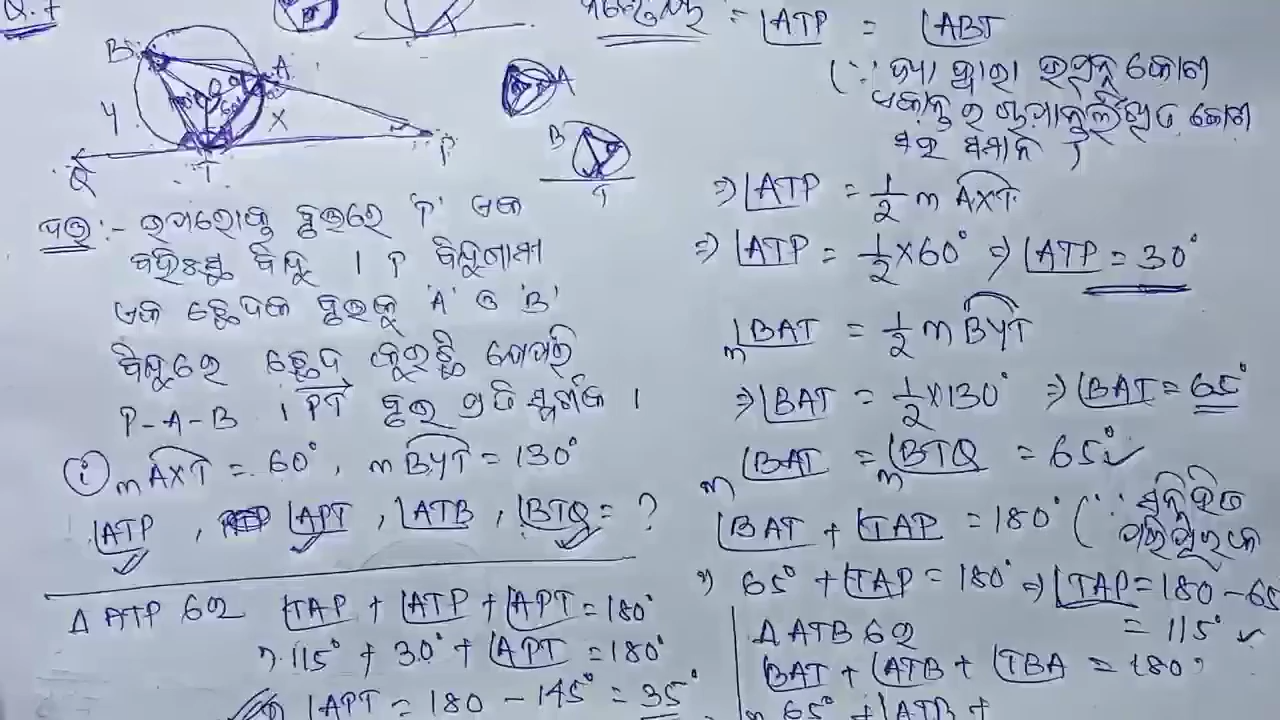 Q.7
B
A
Y
X
Q
T
P
A
B
T
ଦତ୍ତ :- ଉପରୋକ୍ତ ବୃତ୍ତରେ 'P' ଏକ
ବହିଃସ୍ଥ ବିନ୍ଦୁ । P ବିନ୍ଦୁଗାମୀ
ଏକ ଛେଦକ ବୃତ୍ତକୁ 'A' ଓ 'B'
ବିନ୍ଦୁରେ ଛେଦ କରୁଛି ଯେପରି
P-A-B । PT ବୃତ୍ତ ପ୍ରତି ସ୍ପର୍ଶକ ।
(i) m AXT = 60°, m BYT = 130°
∠ATP, ∠APT, ∠ATB, ∠BTQ = ?
Δ ATP ରେ ∠TAP + ∠ATP + ∠APT = 180°
⇒ 115° + 30° + ∠APT = 180°
∠APT = 180 - 145° = 35°
= ∠ATP = ∠ABT
(∵ ଜ୍ୟା ଦ୍ୱାରା ଉତ୍ପନ୍ନ କୋଣ
ଏକାନ୍ତର ଚାପାନ୍ତର୍ଲିଖିତ କୋଣ
ସହ ସମାନ )
⇒ ∠ATP = 1/2 m AXT
⇒ ∠ATP = 1/2 × 60° ⇒ ∠ATP = 30°
m∠BAT = 1/2 m BYT
⇒ ∠BAT = 1/2 × 130° ⇒ ∠BAT = 65°
m∠BAT = m∠BTQ = 65° ✓
∠BAT + ∠TAP = 180° (∵ ସନ୍ନିହିତ
ପରିପୂରକ
⇒ 65° + ∠TAP = 180° ⇒ ∠TAP = 180 - 65
= 115° ✓
Δ ATB ରେ
∠BAT + ∠ATB + ∠TBA = 180°
⇒ 65° + ∠ATB +